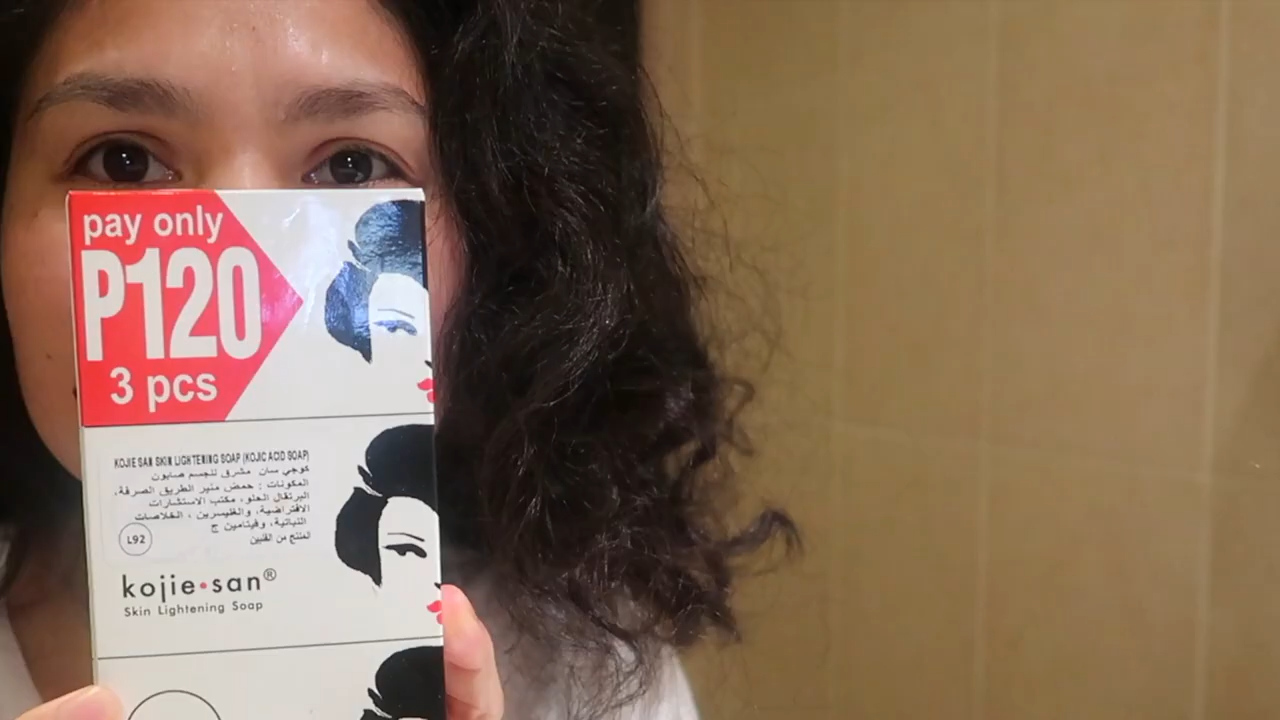 pay only
P120
3 pcs
KOJIE SAN SKIN LIGHTENING SOAP (KOJIC ACID SOAP)
كوجي سان مشرق للجسم صابون
المكونات : حمض منير الطريق الصرفة،
البرتقال الحلو، مكتب الاستشارات
الافتراضية، والغليسرين ، الخلاصات
النباتية، وفيتامين ج
المنتج من الفلبين
L92
kojie•san®
Skin Lightening Soap